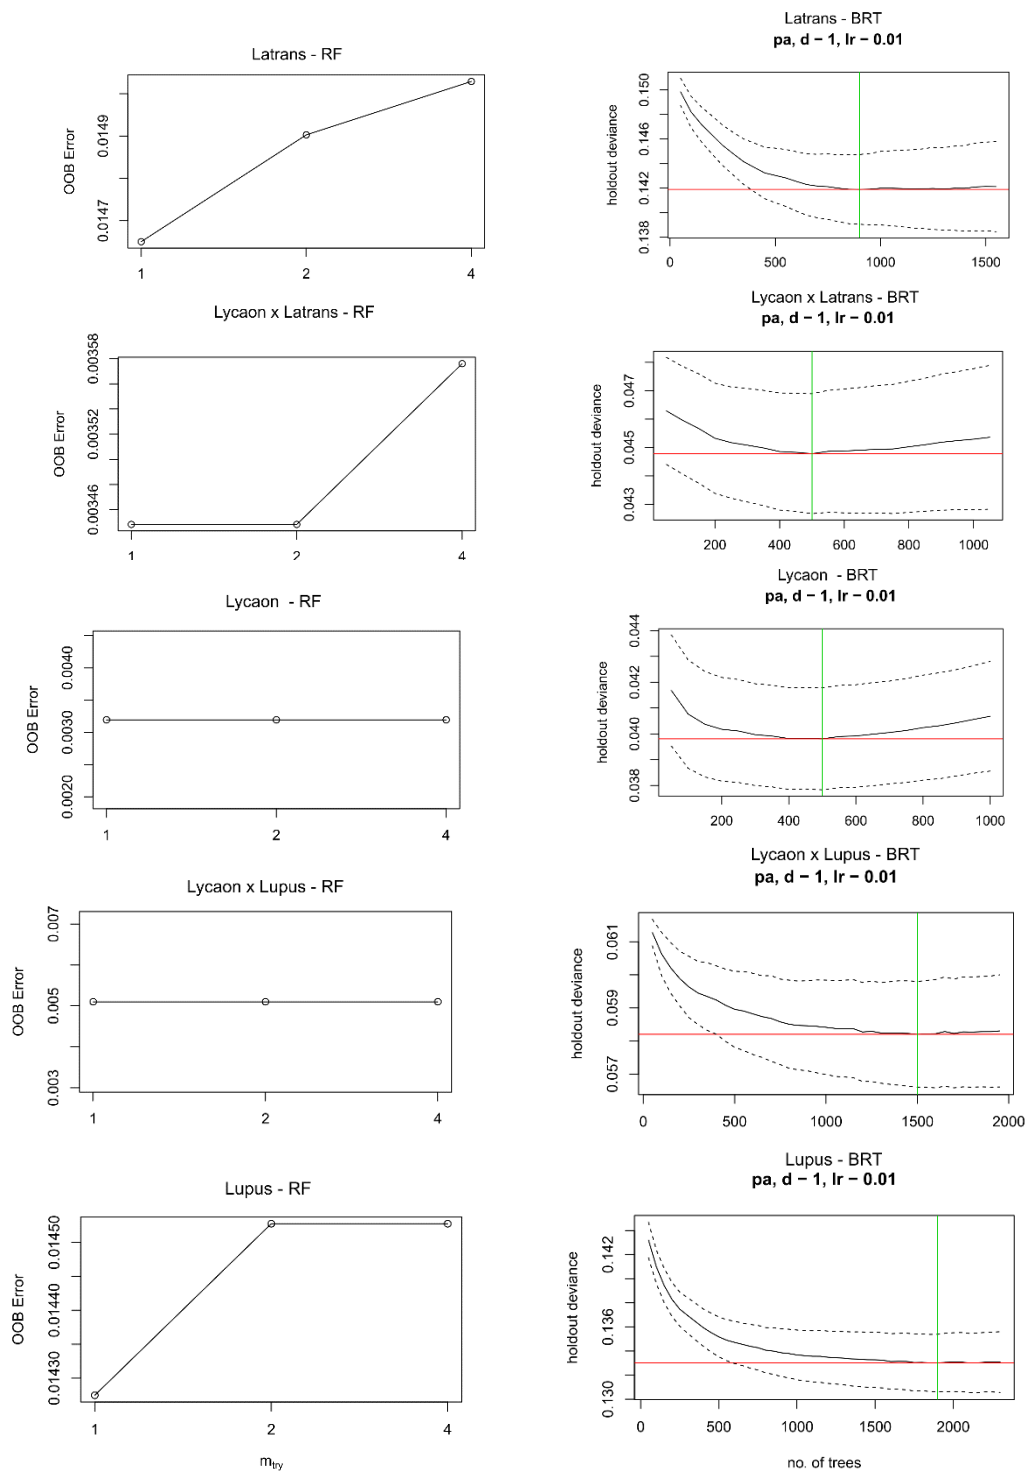 Latrans - RF
OOB Error
0.0147
0.0149
1
2
4
Latrans - BRT
pa, d − 1, lr − 0.01
holdout deviance
0.138
0.142
0.146
0.150
0
500
1000
1500
Lycaon x Latrans - RF
OOB Error
0.00346
0.00352
0.00358
1
2
4
Lycaon x Latrans - BRT
pa, d − 1, lr − 0.01
holdout deviance
0.043
0.045
0.047
200
400
600
800
1000
Lycaon - RF
OOB Error
0.0020
0.0030
0.0040
1
2
4
Lycaon - BRT
pa, d − 1, lr − 0.01
holdout deviance
0.038
0.040
0.042
0.044
200
400
600
800
1000
Lycaon x Lupus - RF
OOB Error
0.003
0.005
0.007
1
2
4
Lycaon x Lupus - BRT
pa, d − 1, lr − 0.01
holdout deviance
0.057
0.059
0.061
0
500
1000
1500
2000
Lupus - RF
OOB Error
0.01430
0.01440
0.01450
1
2
4
mtry
Lupus - BRT
pa, d − 1, lr − 0.01
holdout deviance
0.130
0.136
0.142
0
500
1000
1500
2000
no. of trees